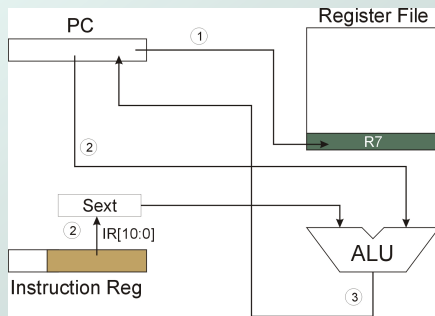 PC
Register File
1
R7
2
Sext
2
IR[10:0]
ALU
Instruction Reg
3